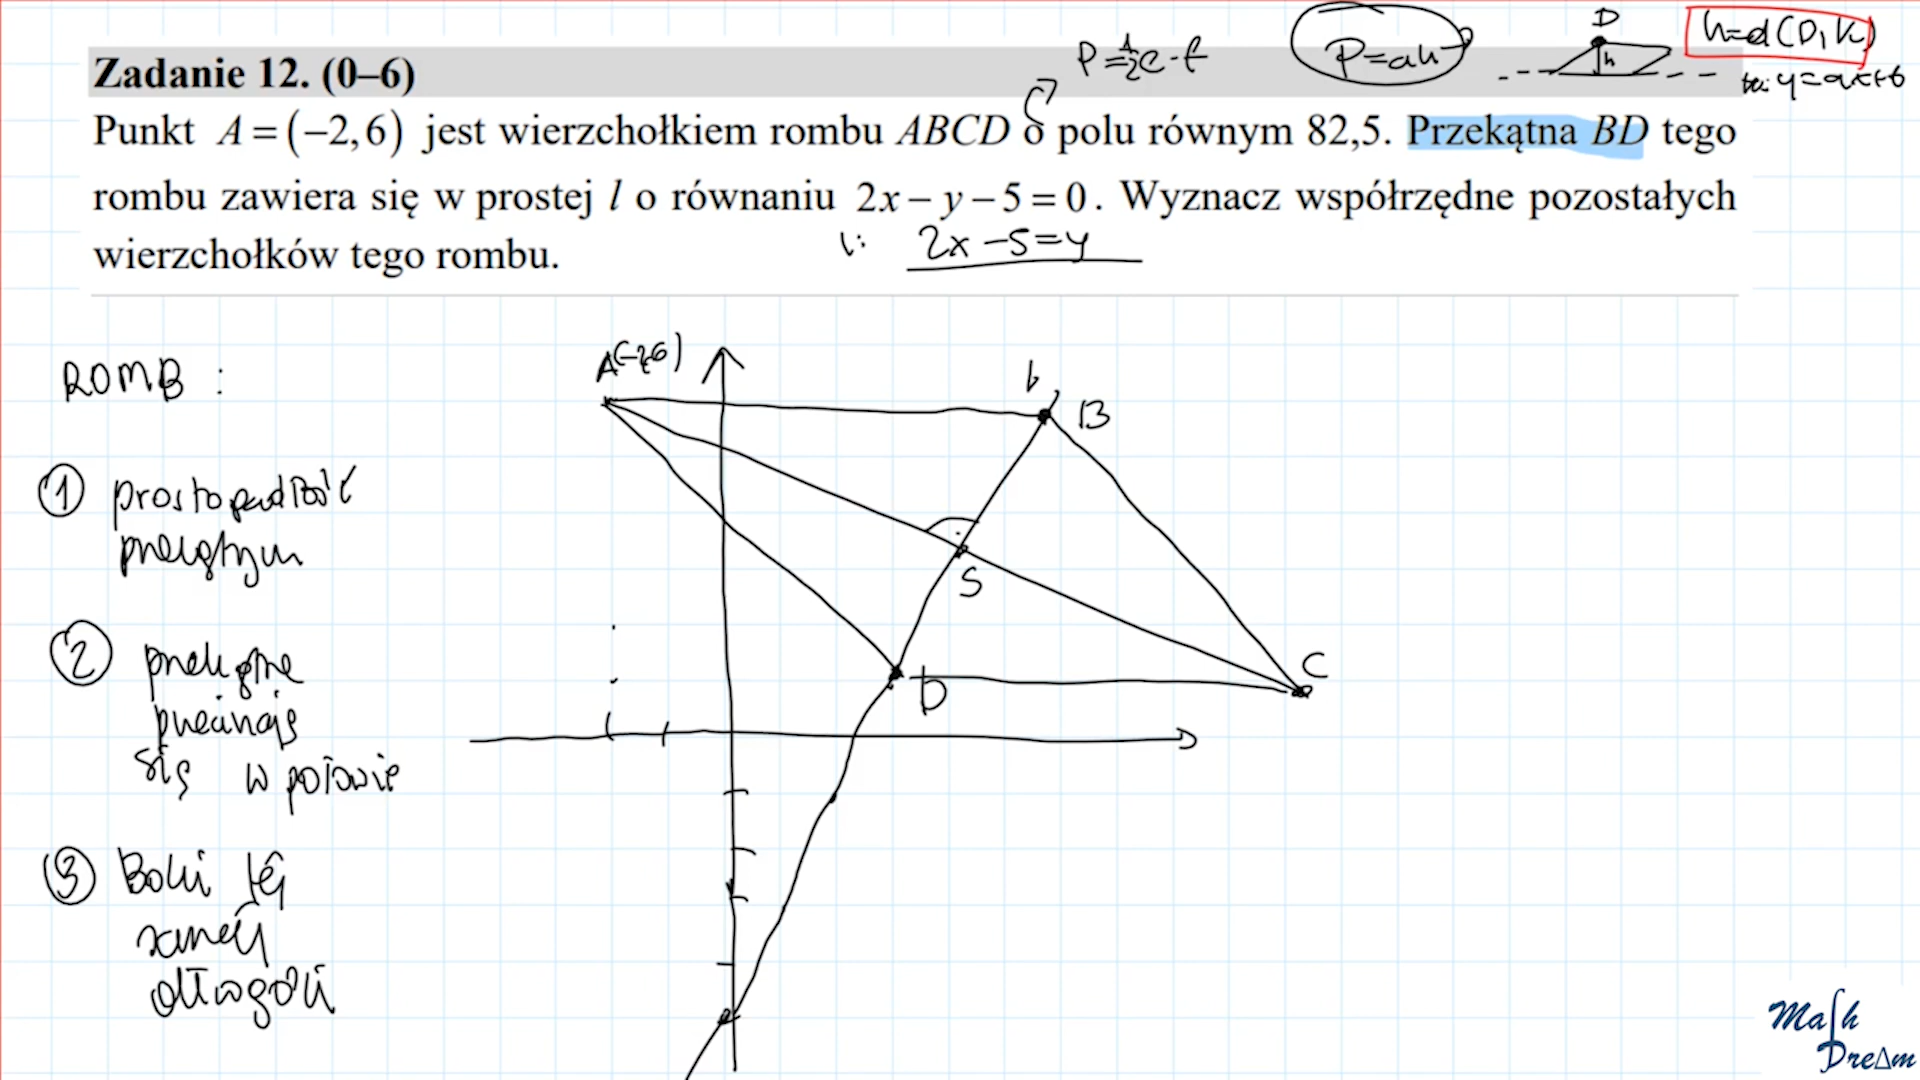 P=½e·f
P=ah
D
h
h=d(D,k)
k: y=ax+b
Zadanie 12. (0–6)
Punkt A = (−2, 6) jest wierzchołkiem rombu ABCD o polu równym 82,5. Przekątna BD tego
rombu zawiera się w prostej l o równaniu 2x − y − 5 = 0. Wyznacz współrzędne pozostałych
wierzchołków tego rombu.
l: 2x − 5 = y
ROMB :
A(-2,6)
l
B
① prostopadłość
przekątnych
S
② przekątne
przecinają
się w połowie
C
D
③ Boki tej
samej
długości
Math
Dream